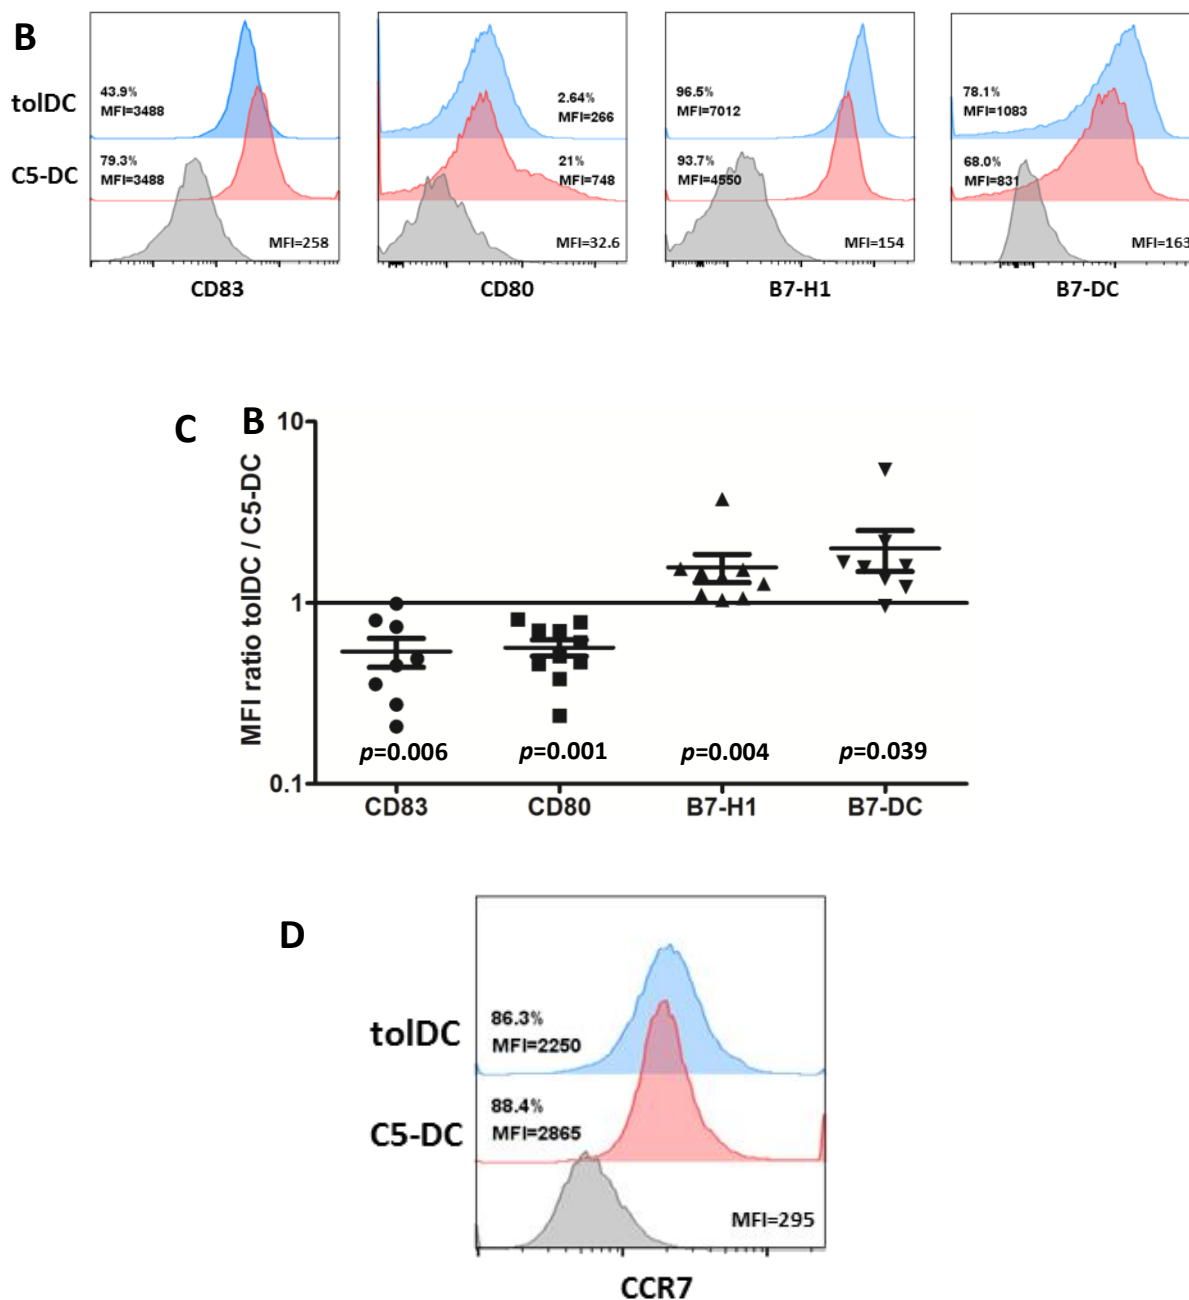 B
tolDC
C5-DC
43.9%
MFI=3488
79.3%
MFI=3488
MFI=258
CD83
2.64%
MFI=266
21%
MFI=748
MFI=32.6
CD80
96.5%
MFI=7012
93.7%
MFI=4550
MFI=154
B7-H1
78.1%
MFI=1083
68.0%
MFI=831
MFI=163
B7-DC
C
B
MFI ratio tolDC / C5-DC
10
1
0.1
p=0.006
p=0.001
p=0.004
p=0.039
CD83
CD80
B7-H1
B7-DC
D
tolDC
C5-DC
86.3%
MFI=2250
88.4%
MFI=2865
MFI=295
CCR7